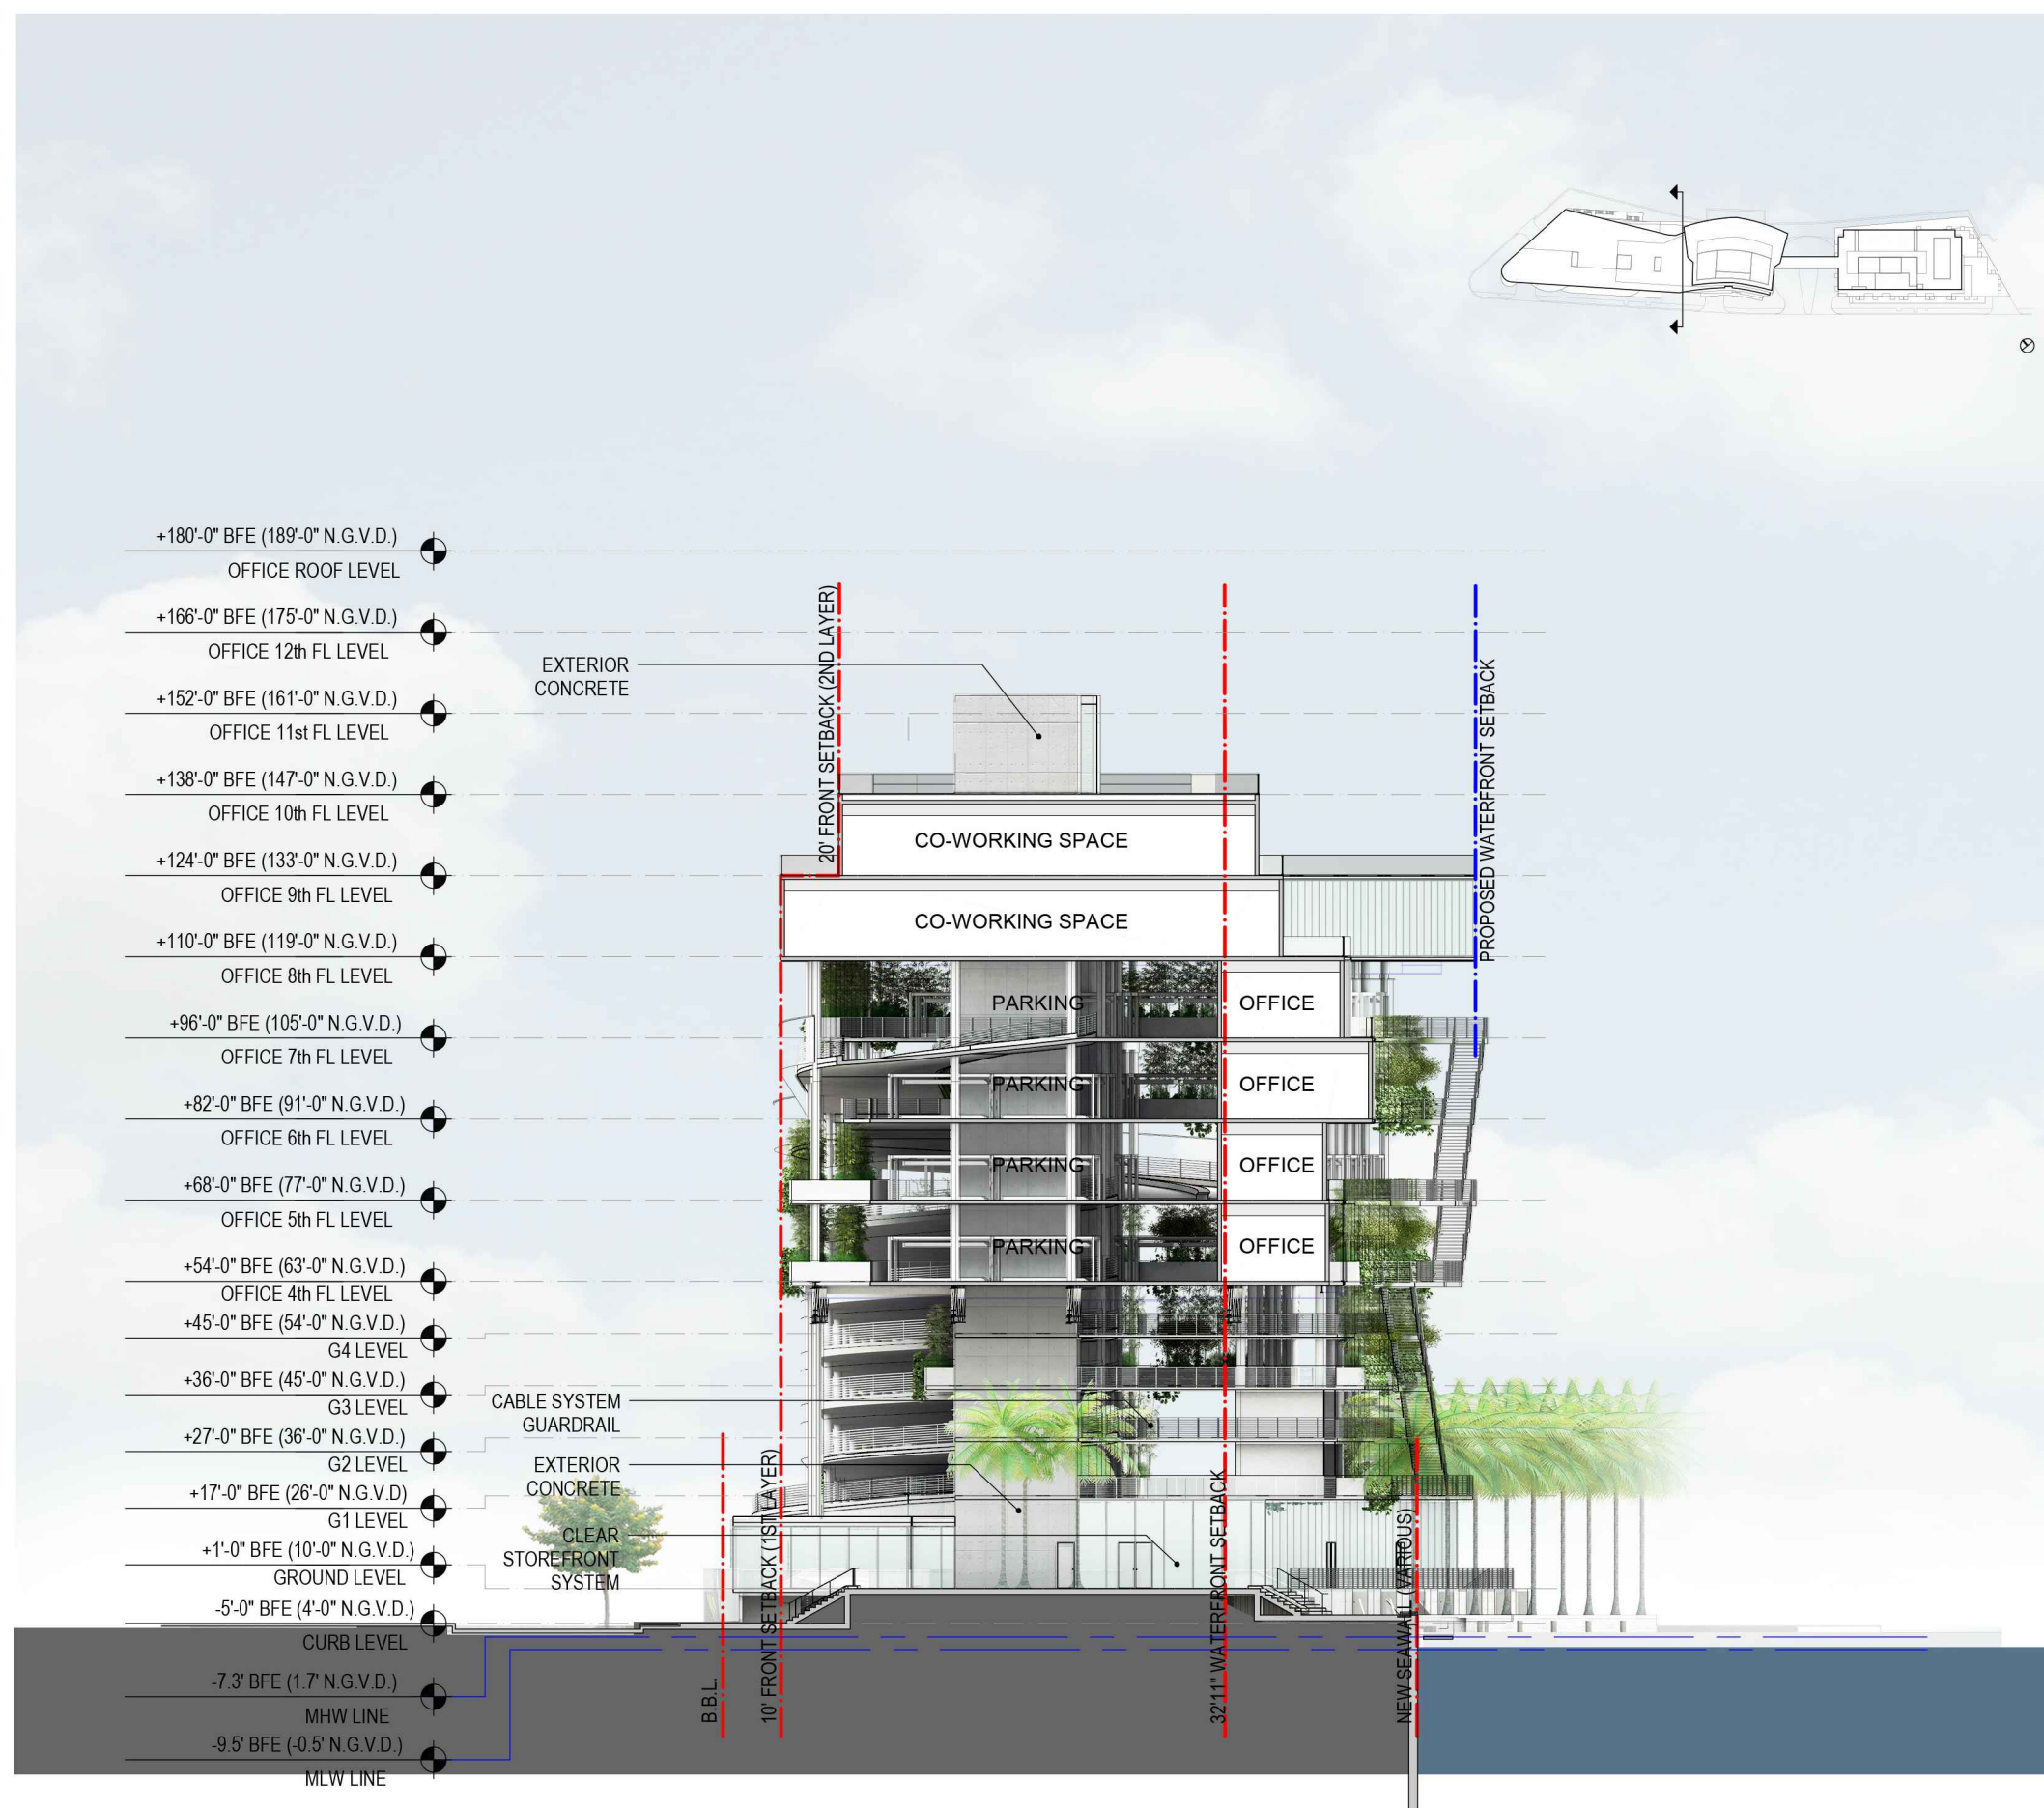 +180'-0" BFE (189'-0" N.G.V.D.)
OFFICE ROOF LEVEL
+166'-0" BFE (175'-0" N.G.V.D.)
OFFICE 12th FL LEVEL
+152'-0" BFE (161'-0" N.G.V.D.)
OFFICE 11st FL LEVEL
+138'-0" BFE (147'-0" N.G.V.D.)
OFFICE 10th FL LEVEL
+124'-0" BFE (133'-0" N.G.V.D.)
OFFICE 9th FL LEVEL
+110'-0" BFE (119'-0" N.G.V.D.)
OFFICE 8th FL LEVEL
+96'-0" BFE (105'-0" N.G.V.D.)
OFFICE 7th FL LEVEL
+82'-0" BFE (91'-0" N.G.V.D.)
OFFICE 6th FL LEVEL
+68'-0" BFE (77'-0" N.G.V.D.)
OFFICE 5th FL LEVEL
+54'-0" BFE (63'-0" N.G.V.D.)
OFFICE 4th FL LEVEL
+45'-0" BFE (54'-0" N.G.V.D.)
G4 LEVEL
+36'-0" BFE (45'-0" N.G.V.D.)
G3 LEVEL
+27'-0" BFE (36'-0" N.G.V.D.)
G2 LEVEL
+17'-0" BFE (26'-0" N.G.V.D)
G1 LEVEL
+1'-0" BFE (10'-0" N.G.V.D.)
GROUND LEVEL
-5'-0" BFE (4'-0" N.G.V.D.)
CURB LEVEL
-7.3' BFE (1.7' N.G.V.D.)
MHW LINE
-9.5' BFE (-0.5' N.G.V.D.)
MLW LINE
EXTERIOR
CONCRETE
CABLE SYSTEM
GUARDRAIL
EXTERIOR
CONCRETE
CLEAR
STOREFRONT
SYSTEM
B.B.L.
10' FRONT SETBACK (1ST LAYER)
20' FRONT SETBACK (2ND LAYER)
CO-WORKING SPACE
CO-WORKING SPACE
PARKING
OFFICE
PARKING
OFFICE
PARKING
OFFICE
PARKING
OFFICE
32'11" WATERFRONT SETBACK
NEW SEAWALL (VARIOUS)
PROPOSED WATERFRONT SETBACK